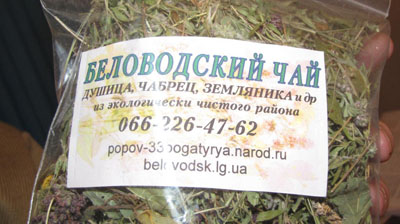 БЕЛОВОДСКИЙ ЧАЙ
ДУШИЦА, ЧАБРЕЦ, ЗЕМЛЯНИКА и др
из экологически чистого района
066-226-47-62
popov-33bogatyrya.narod.ru
belovodsk.lg.ua